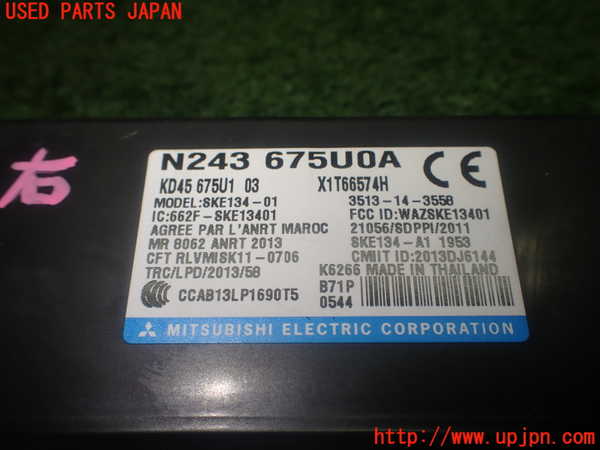 USED PARTS JAPAN
右
N243 675U0A
CE
KD45 675U1 03 X1T66574H
MODEL:SKE134-01 3513-14-3558
IC:662F-SKE13401 FCC ID:WAZSKE13401
AGREE PAR L'ANRT MAROC 21056/SDPPI/2011
MR 8062 ANRT 2013 SKE134-A1 1953
CFT RLVMISK11-0706 CMIIT ID:2013DJ6144
TRC/LPD/2013/58 K6266 MADE IN THAILAND
CCAB13LP1690T5 B71P
0544
MITSUBISHI ELECTRIC CORPORATION
UPJ
http://www.upjpn.com/